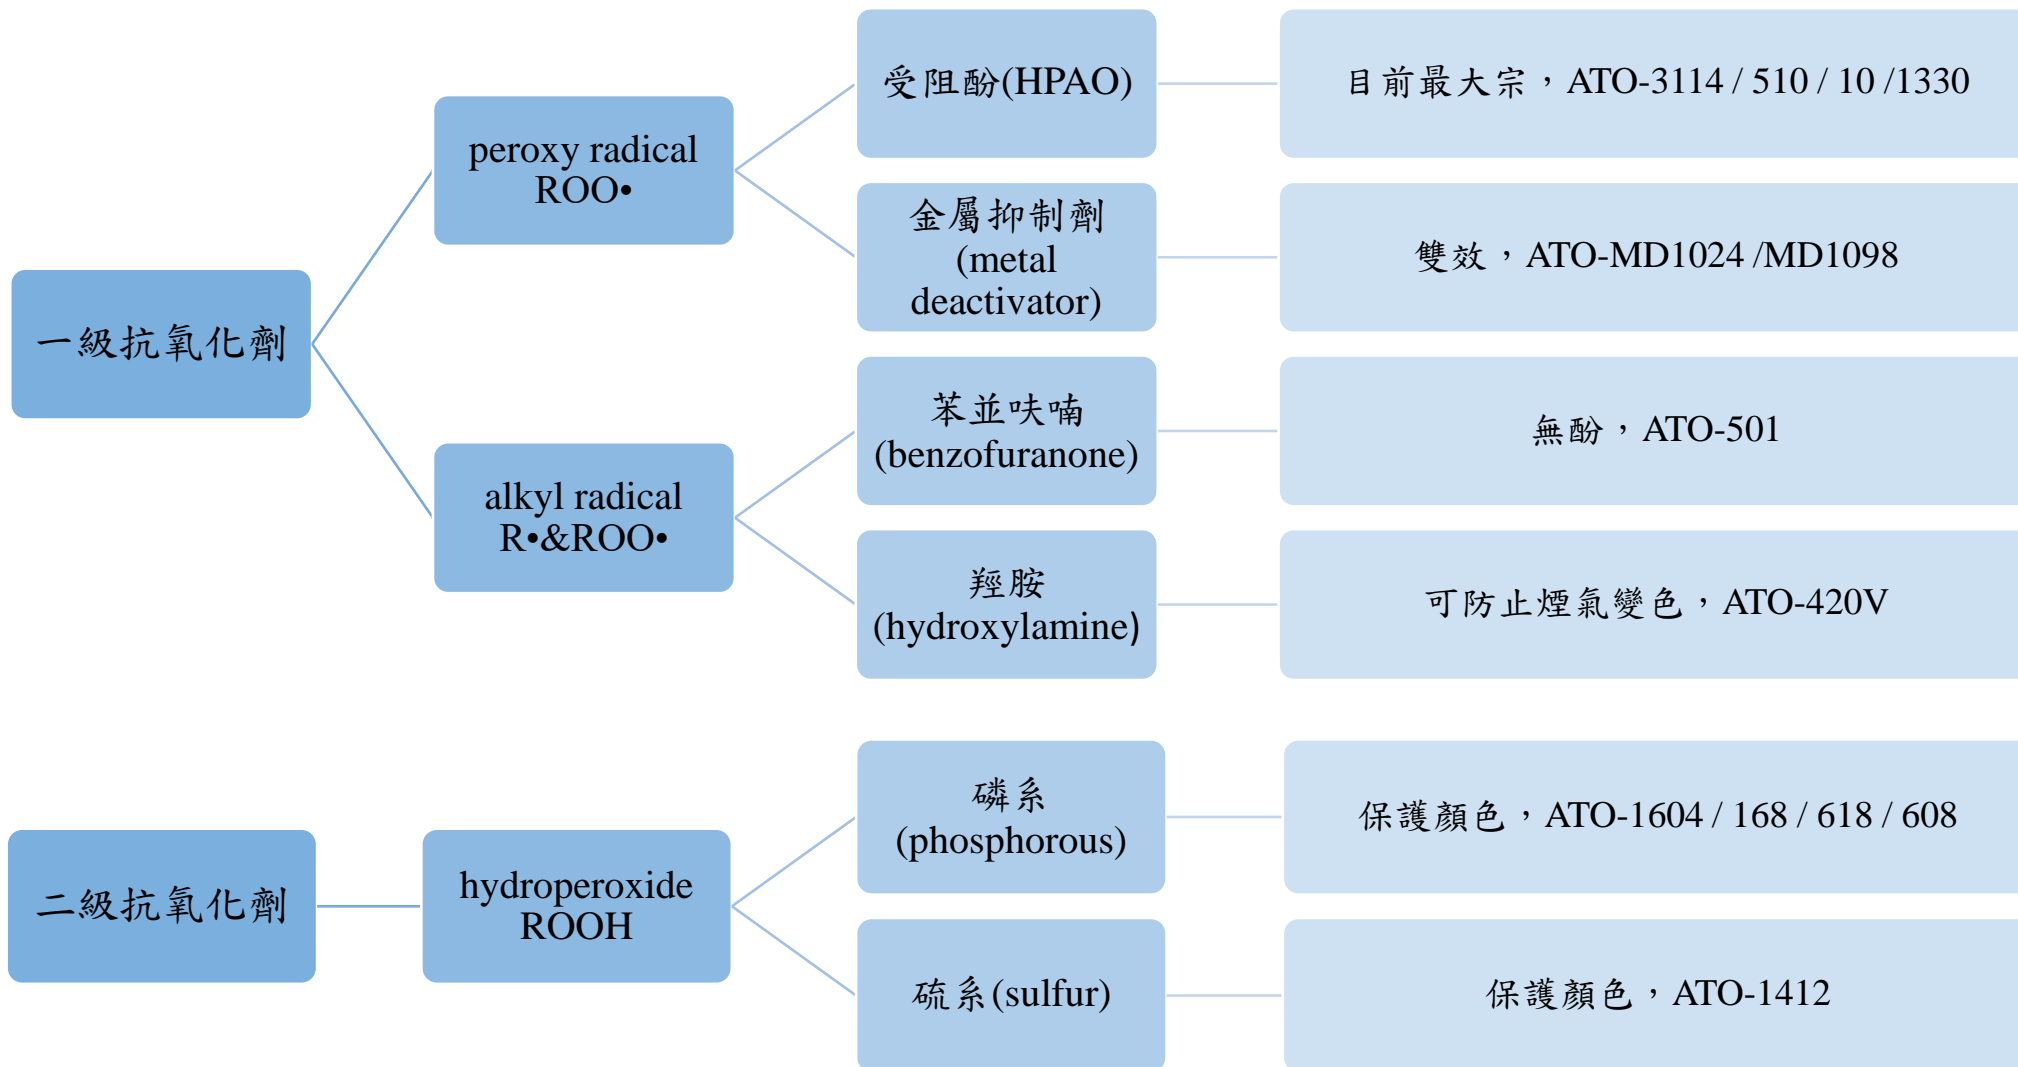 一級抗氧化劑
peroxy radical
ROO•
受阻酚(HPAO)
目前最大宗，ATO-3114 / 510 / 10 /1330
金屬抑制劑
(metal
deactivator)
雙效，ATO-MD1024 /MD1098
alkyl radical
R•&ROO•
苯並呋喃
(benzofuranone)
無酚，ATO-501
羥胺
(hydroxylamine)
可防止煙氣變色，ATO-420V
二級抗氧化劑
hydroperoxide
ROOH
磷系
(phosphorous)
保護顏色，ATO-1604 / 168 / 618 / 608
硫系(sulfur)
保護顏色，ATO-1412